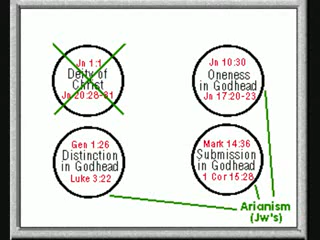 Jn 1:1
Deity of
Christ
Jn 20:28-31
Jn 10:30
Oneness
in Godhead
Jn 17:20-23
Gen 1:26
Distinction
in Godhead
Luke 3:22
Mark 14:36
Submission
in Godhead
1 Cor 15:28
Arianism
(Jw's)